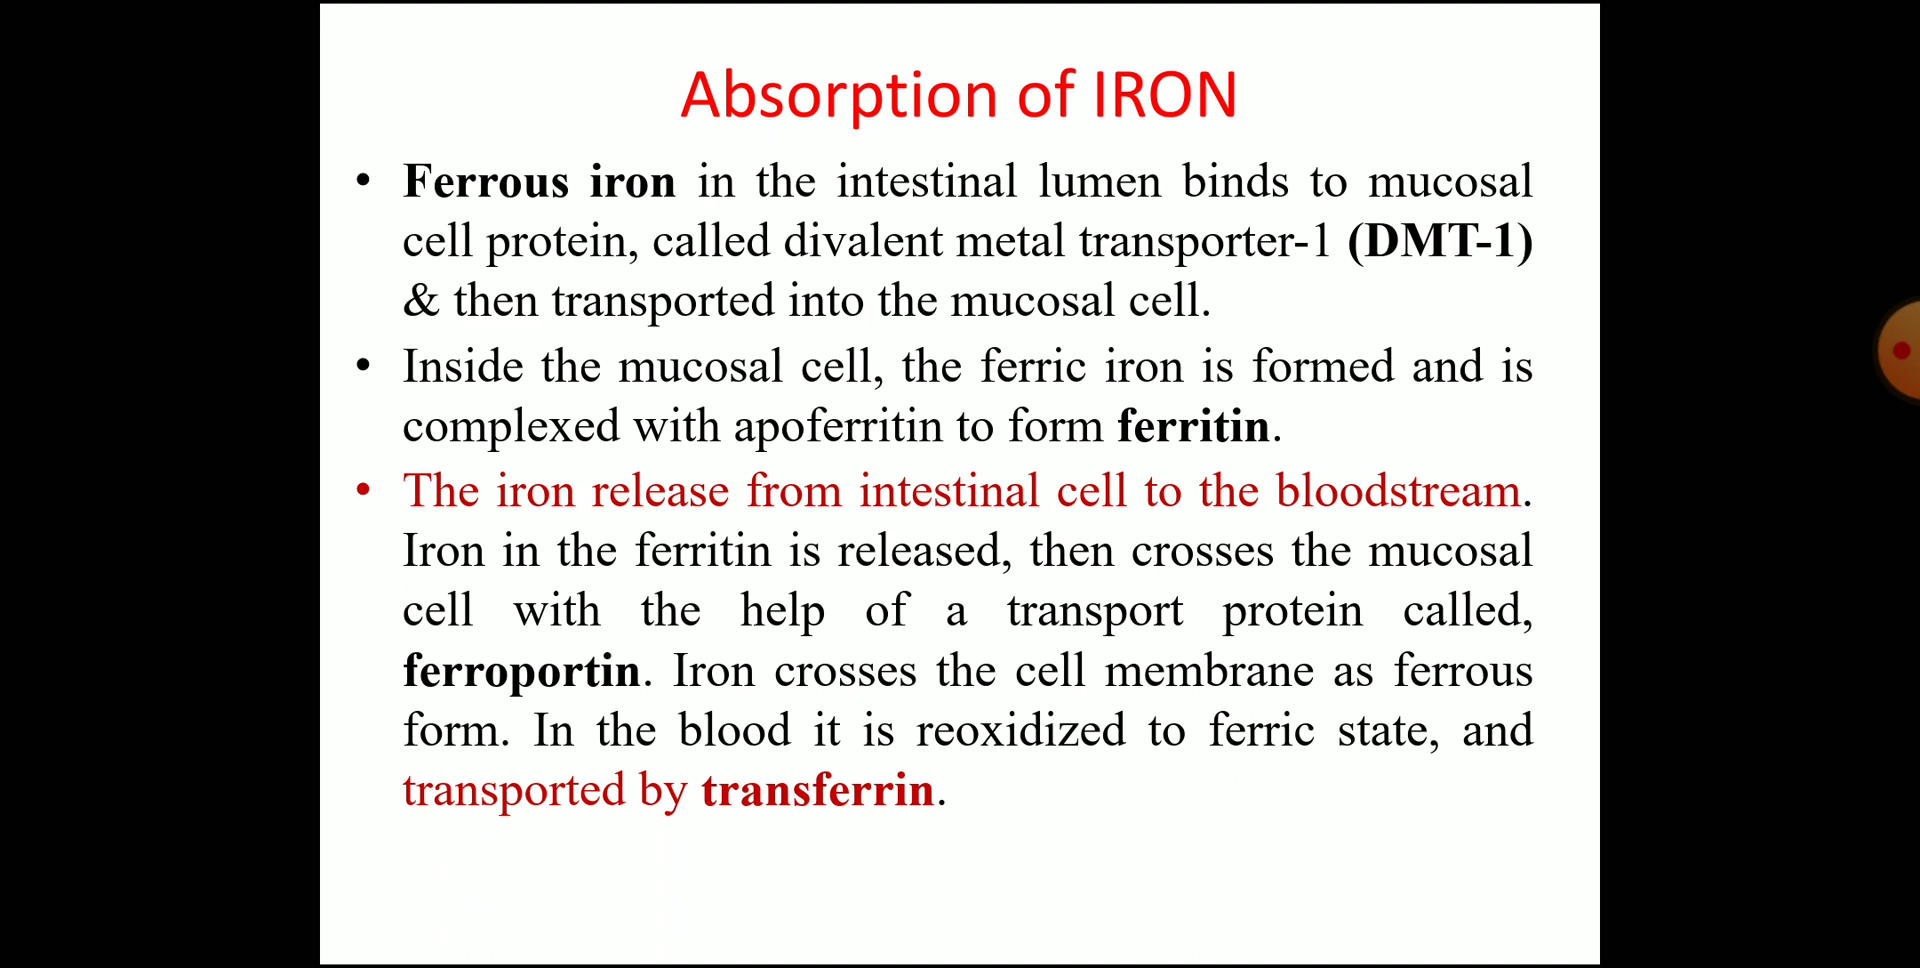 Absorption of IRON
• Ferrous iron in the intestinal lumen binds to mucosal
cell protein, called divalent metal transporter-1 (DMT-1)
& then transported into the mucosal cell.
• Inside the mucosal cell, the ferric iron is formed and is
complexed with apoferritin to form ferritin.
• The iron release from intestinal cell to the bloodstream.
Iron in the ferritin is released, then crosses the mucosal
cell with the help of a transport protein called,
ferroportin. Iron crosses the cell membrane as ferrous
form. In the blood it is reoxidized to ferric state, and
transported by transferrin.